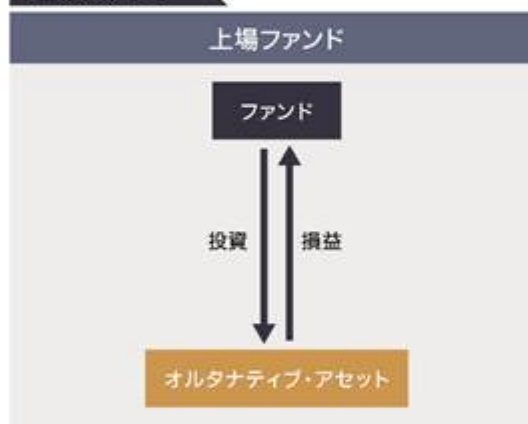 上場ファンド
ファンド
投資
損益
オルタナティブ・アセット